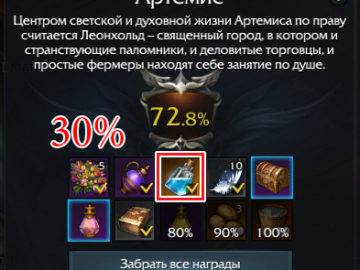 Артемис
Центром светской и духовной жизни Артемиса по праву
считается Леонхольд – священный город, в котором и
странствующие паломники, и деловитые торговцы, и
простые фермеры находят себе занятие по душе.
72.8%
30%
5
10
80%
90%
100%
Забрать все награды